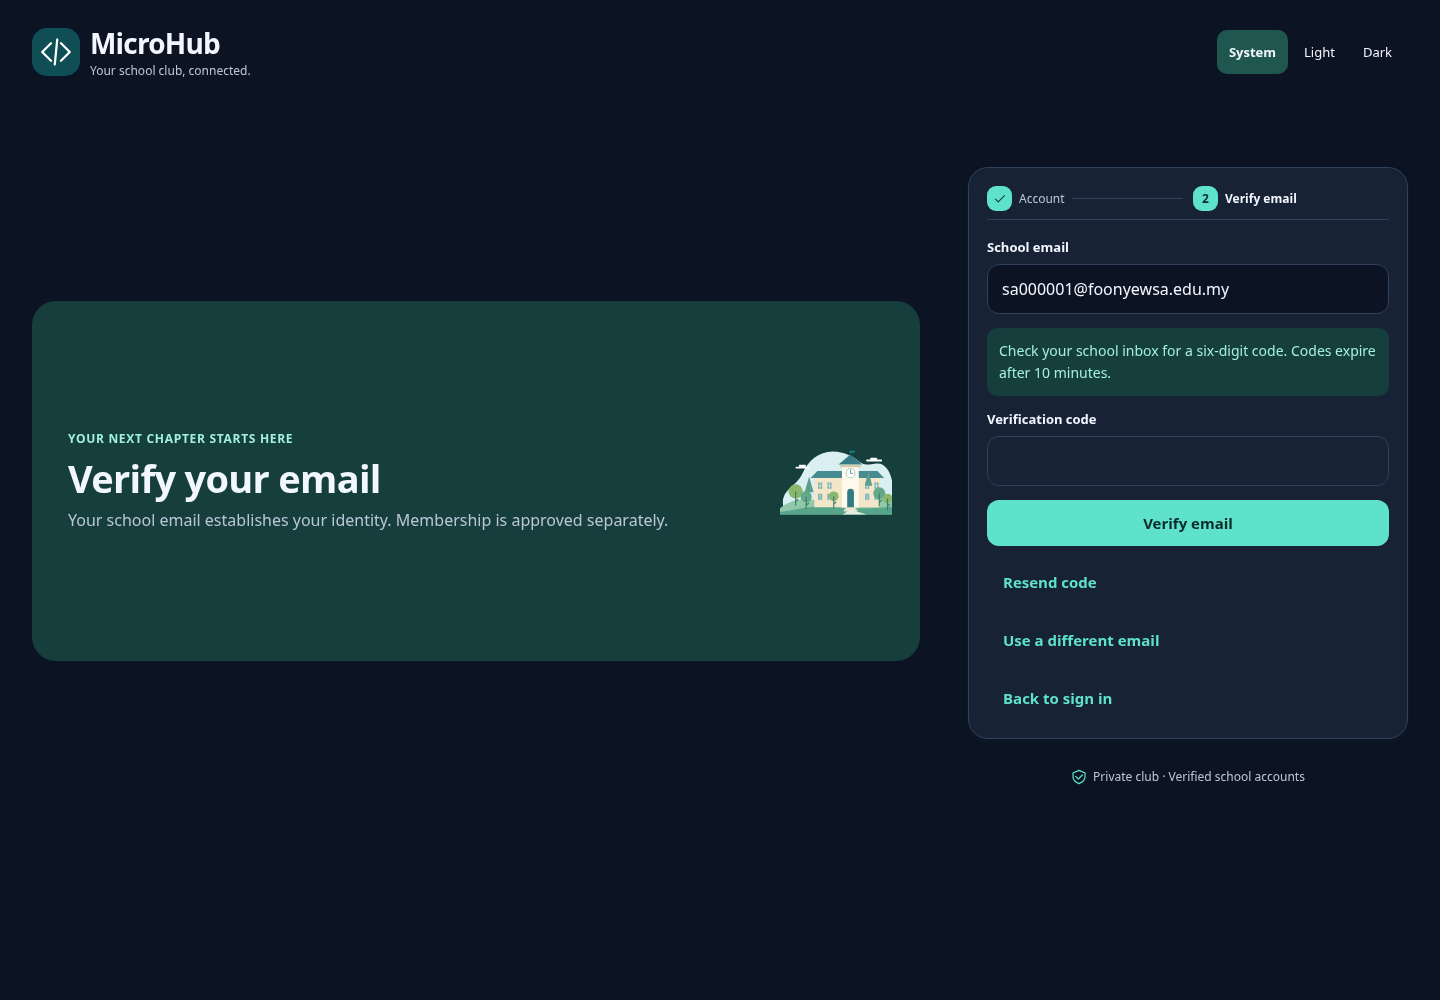 MicroHub
Your school club, connected.
System
Light
Dark
YOUR NEXT CHAPTER STARTS HERE
Verify your email
Your school email establishes your identity. Membership is approved separately.
Account
2
Verify email
School email
sa000001@foonyewsa.edu.my
Check your school inbox for a six-digit code. Codes expire
after 10 minutes.
Verification code
Verify email
Resend code
Use a different email
Back to sign in
Private club · Verified school accounts